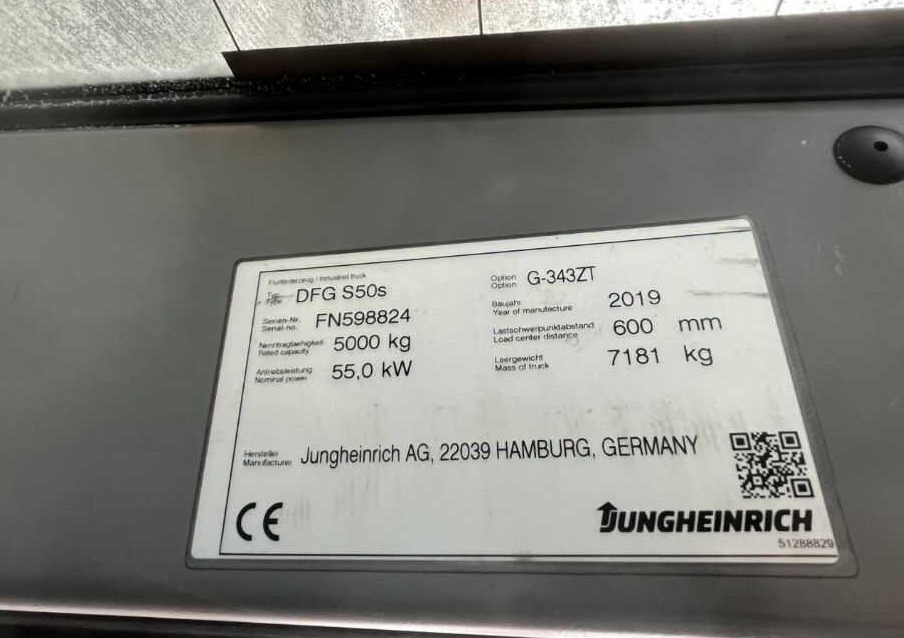 Flurförderzeug / Industrial truck
Typ Type DFG S50s
Option Option G-343ZT
Serien-Nr. Serial-no. FN598824
Baujahr Year of manufacture 2019
Nenntragfaehigkeit Rated capacity 5000 kg
Lastschwerpunktabstand Load center distance 600 mm
Antriebsleistung Nominal power 55,0 kW
Leergewicht Mass of truck 7181 kg
Hersteller Manufacturer Jungheinrich AG, 22039 HAMBURG, GERMANY
CE
JUNGHEINRICH
51288829